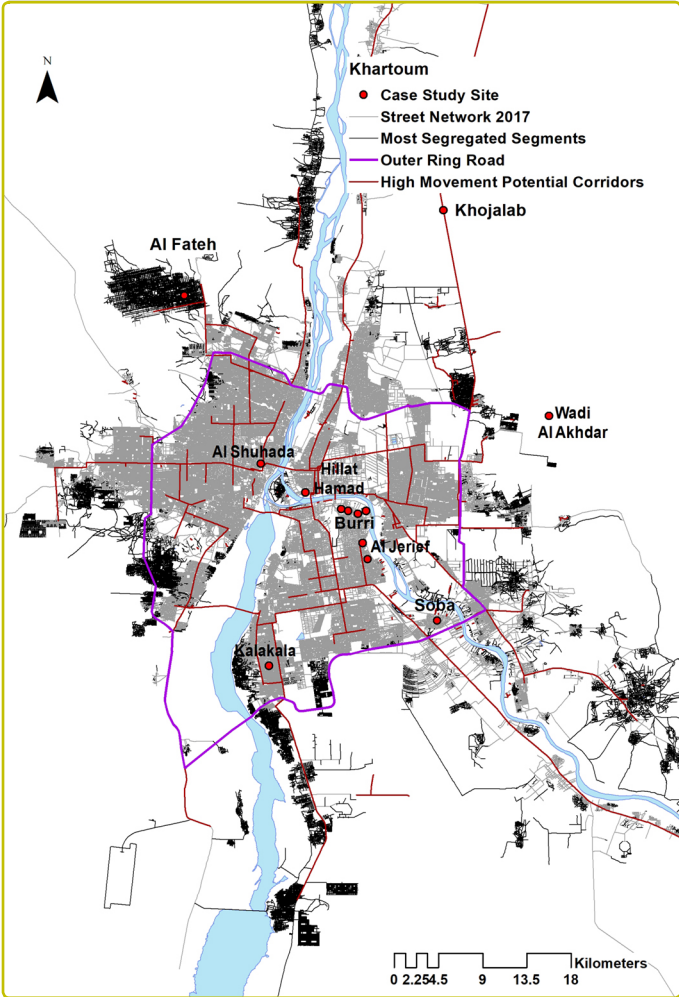 N
Khartoum
Case Study Site
Street Network 2017
Most Segregated Segments
Outer Ring Road
High Movement Potential Corridors
Khojalab
Al Fateh
Wadi
Al Akhdar
Al Shuhada
Hillat
Hamad
Burri
Al Jerief
Soba
Kalakala
Kilometers
0 2.254.5 9 13.5 18